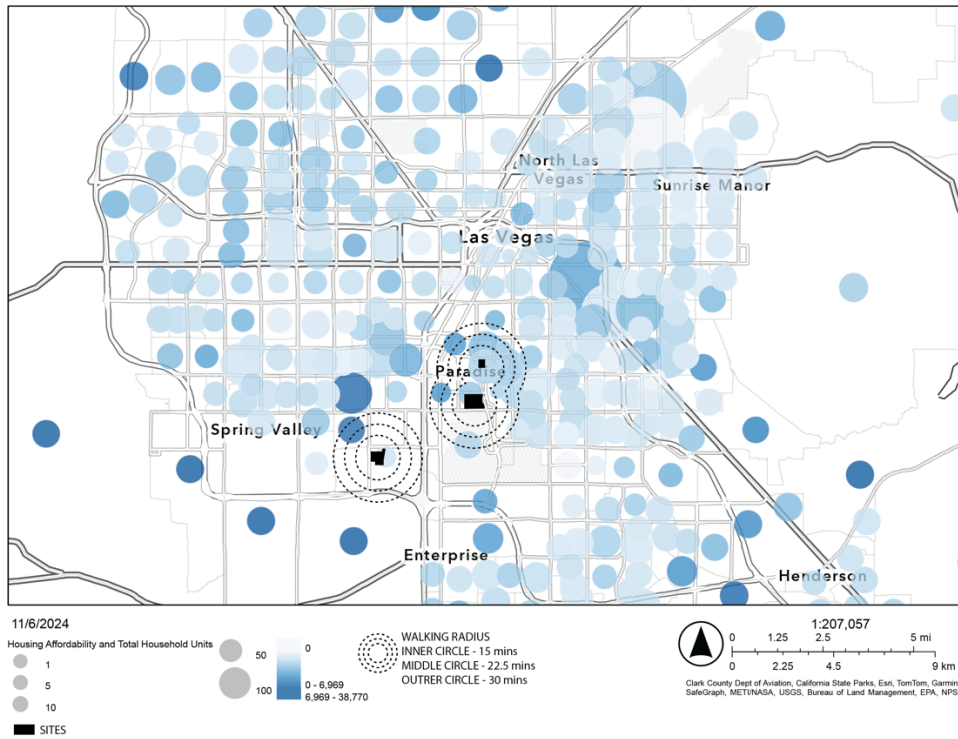 North Las
Vegas
Sunrise Manor
Las Vegas
Paradise
Spring Valley
Enterprise
Henderson
11/6/2024
Housing Affordability and Total Household Units
1
5
10
SITES
50
100
0
0 - 6,969
6,969 - 38,770
WALKING RADIUS
INNER CIRCLE - 15 mins
MIDDLE CIRCLE - 22.5 mins
OUTRER CIRCLE - 30 mins
1:207,057
0 1.25 2.5 5 mi
0 2.25 4.5 9 km
Clark County Dept of Aviation, California State Parks, Esri, TomTom, Garmin
SafeGraph, METI/NASA, USGS, Bureau of Land Management, EPA, NPS